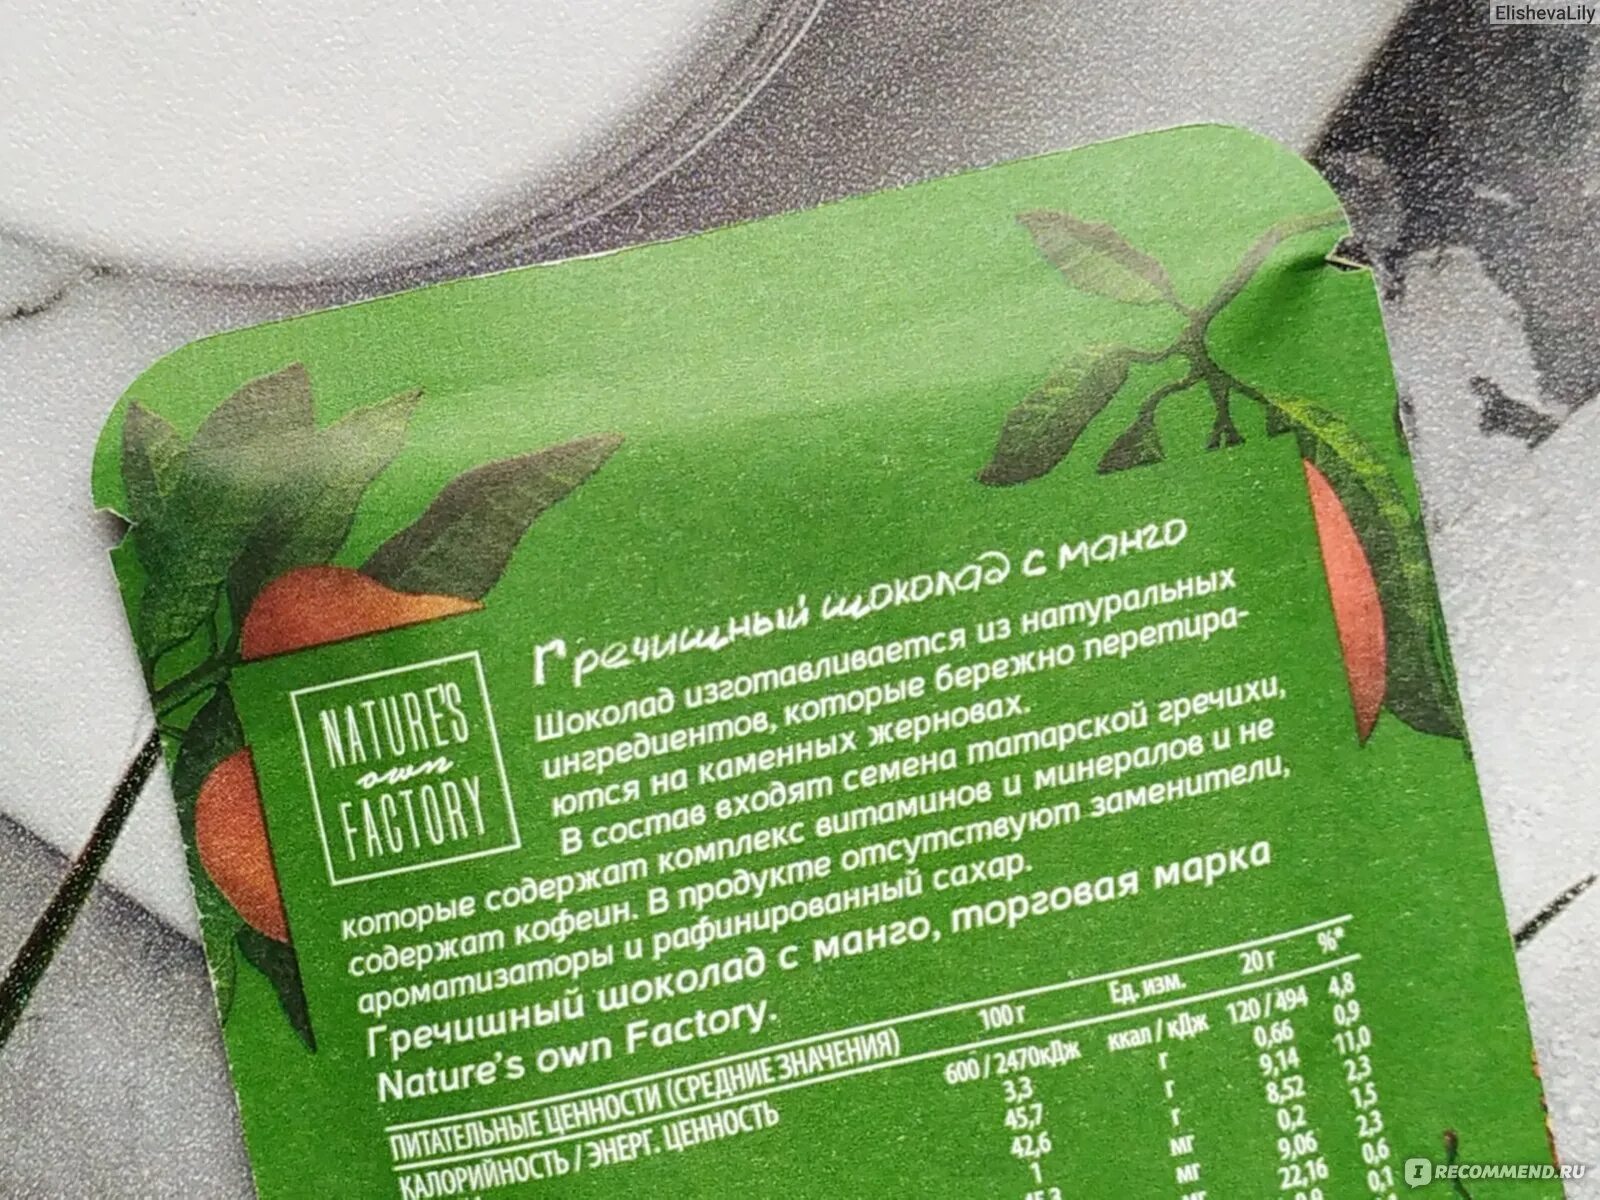 ElishevaLily
Гречишный шоколад с манго
Шоколад изготавливается из натуральных
ингредиентов, которые бережно перетира-
ются на каменных жерновах.
В состав входят семена татарской гречихи,
которые содержат комплекс витаминов и минералов и не
содержат кофеин. В продукте отсутствуют заменители,
ароматизаторы и рафинированный сахар.
Гречишный шоколад с манго, торговая марка
Nature's own Factory.
NATURE'S
own
FACTORY
ПИТАТЕЛЬНЫЕ ЦЕННОСТИ (СРЕДНИЕ ЗНАЧЕНИЯ) 100 г Ед. изм. 20 г %*
КАЛОРИЙНОСТЬ / ЭНЕРГ. ЦЕННОСТЬ 600 / 2470кДж ккал / кДж 120 / 494 4,8
3,3 г 0,66 0,9
45,7 г 9,14 11,0
42,6 г 8,52 2,3
1 мг 0,2 1,5
45,3 мг 9,06 2,3
мг 22,16 0,6
0,1
IRECOMMEND.RU